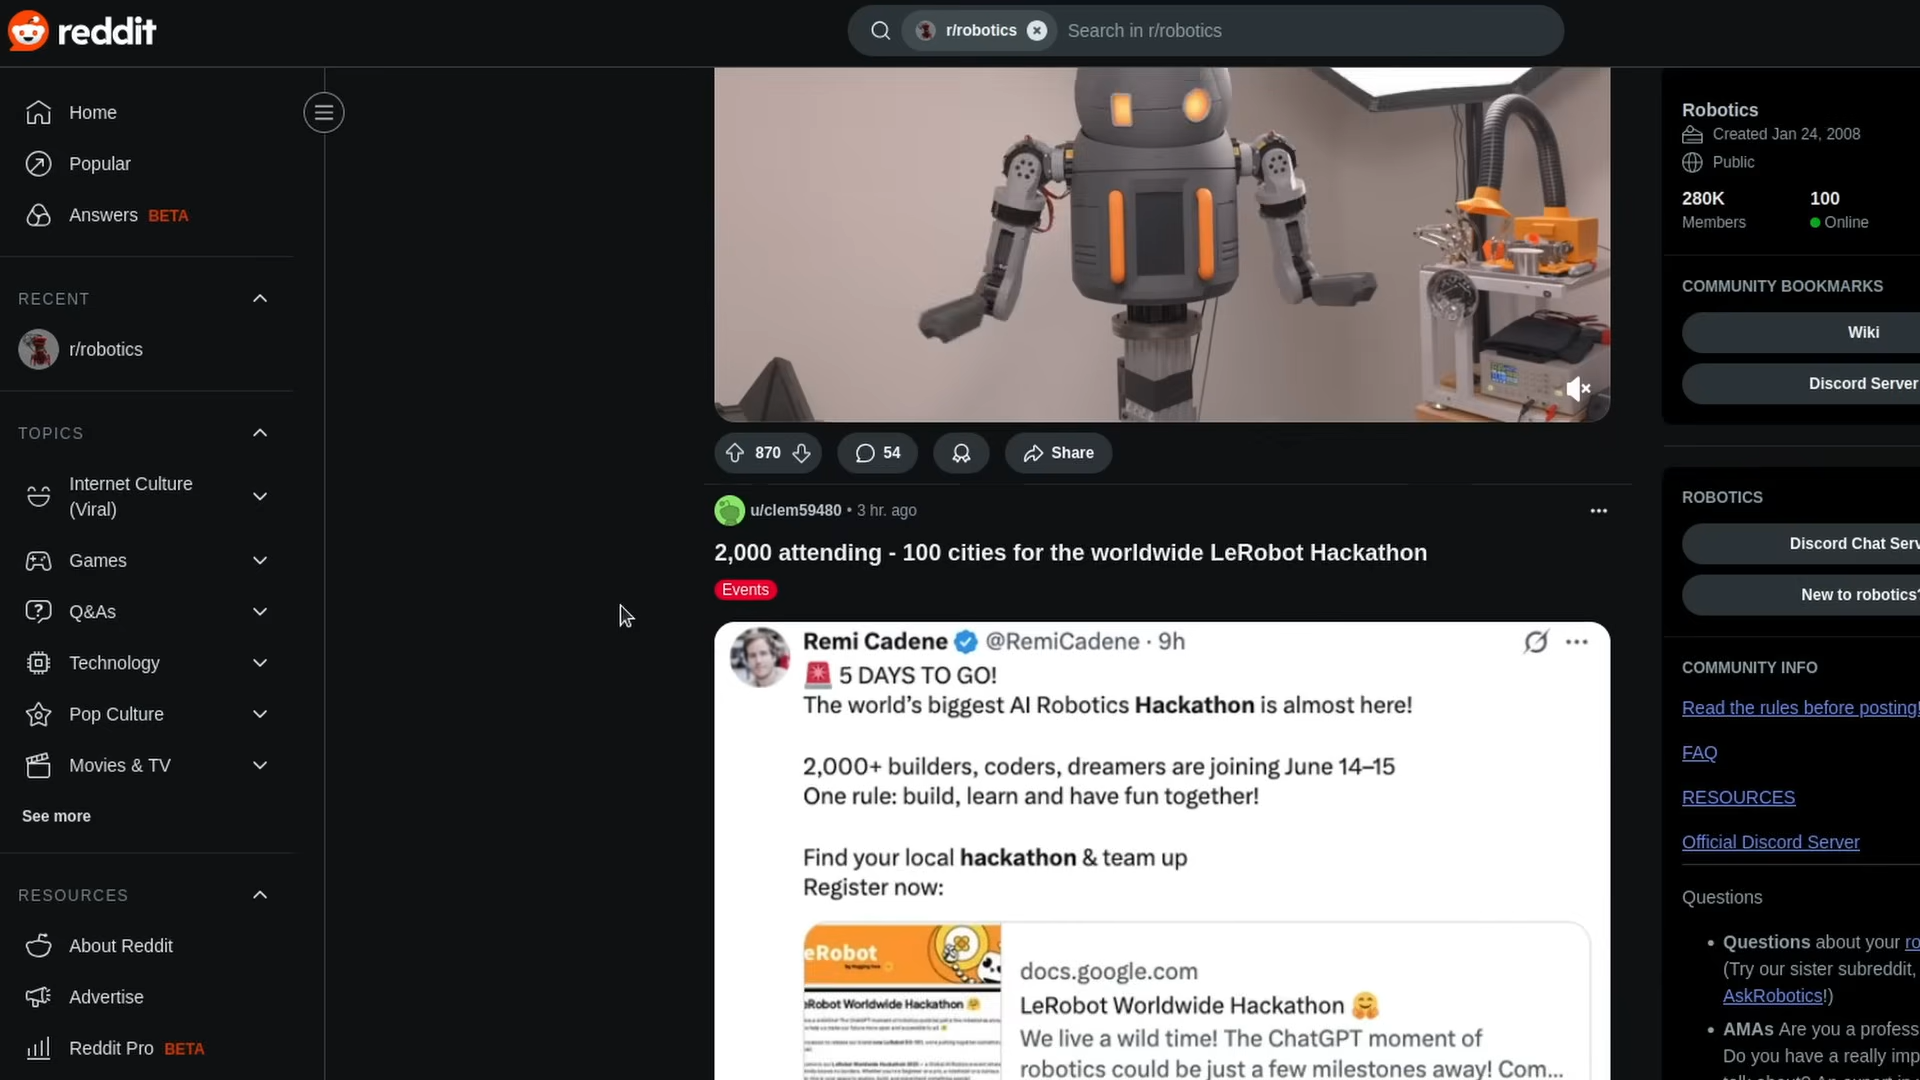 reddit
r/robotics
Search in r/robotics
Home
Popular
Answers BETA
RECENT
r/robotics
TOPICS
Internet Culture
(Viral)
Games
Q&As
Technology
Pop Culture
Movies & TV
See more
RESOURCES
About Reddit
Advertise
Reddit Pro BETA
870
54
Share
u/clem59480 • 3 hr. ago
2,000 attending - 100 cities for the worldwide LeRobot Hackathon
Events
Remi Cadene @RemiCadene · 9h
🚨 5 DAYS TO GO!
The world's biggest AI Robotics Hackathon is almost here!
2,000+ builders, coders, dreamers are joining June 14–15
One rule: build, learn and have fun together!
Find your local hackathon & team up
Register now:
eRobot
eRobot Worldwide Hackathon 🤗
docs.google.com
LeRobot Worldwide Hackathon 🤗
We live a wild time! The ChatGPT moment of
robotics could be just a few milestones away! Com...
Robotics
Created Jan 24, 2008
Public
280K
Members
100
Online
COMMUNITY BOOKMARKS
Wiki
Discord Server
ROBOTICS
Discord Chat Serv
New to robotics?
COMMUNITY INFO
Read the rules before posting!
FAQ
RESOURCES
Official Discord Server
Questions
• Questions about your ro
(Try our sister subreddit,
AskRobotics!)
• AMAs Are you a profess
Do you have a really imp